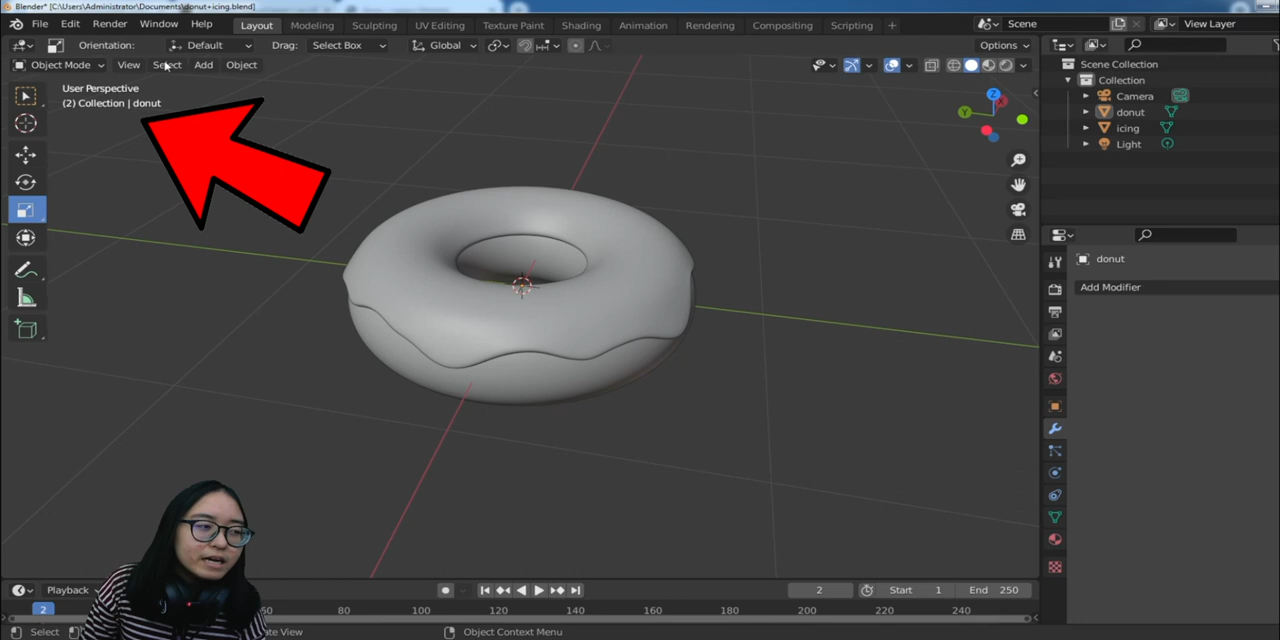 Blender* [C:\Users\Administrator\Documents\donut+icing.blend]
File Edit Render Window Help Layout Modeling Sculpting UV Editing Texture Paint Shading Animation Rendering Compositing Scripting + Scene View Layer
Orientation: Default Drag: Select Box Global Options
Object Mode View Select Add Object
Scene Collection
Collection
Camera
donut
icing
Light
User Perspective
(2) Collection | donut
Z
Y
X
donut
Add Modifier
Playback 2 Start 1 End 250
2 60 80 100 120 140 160 180 200 220 240
Select View Object Context Menu